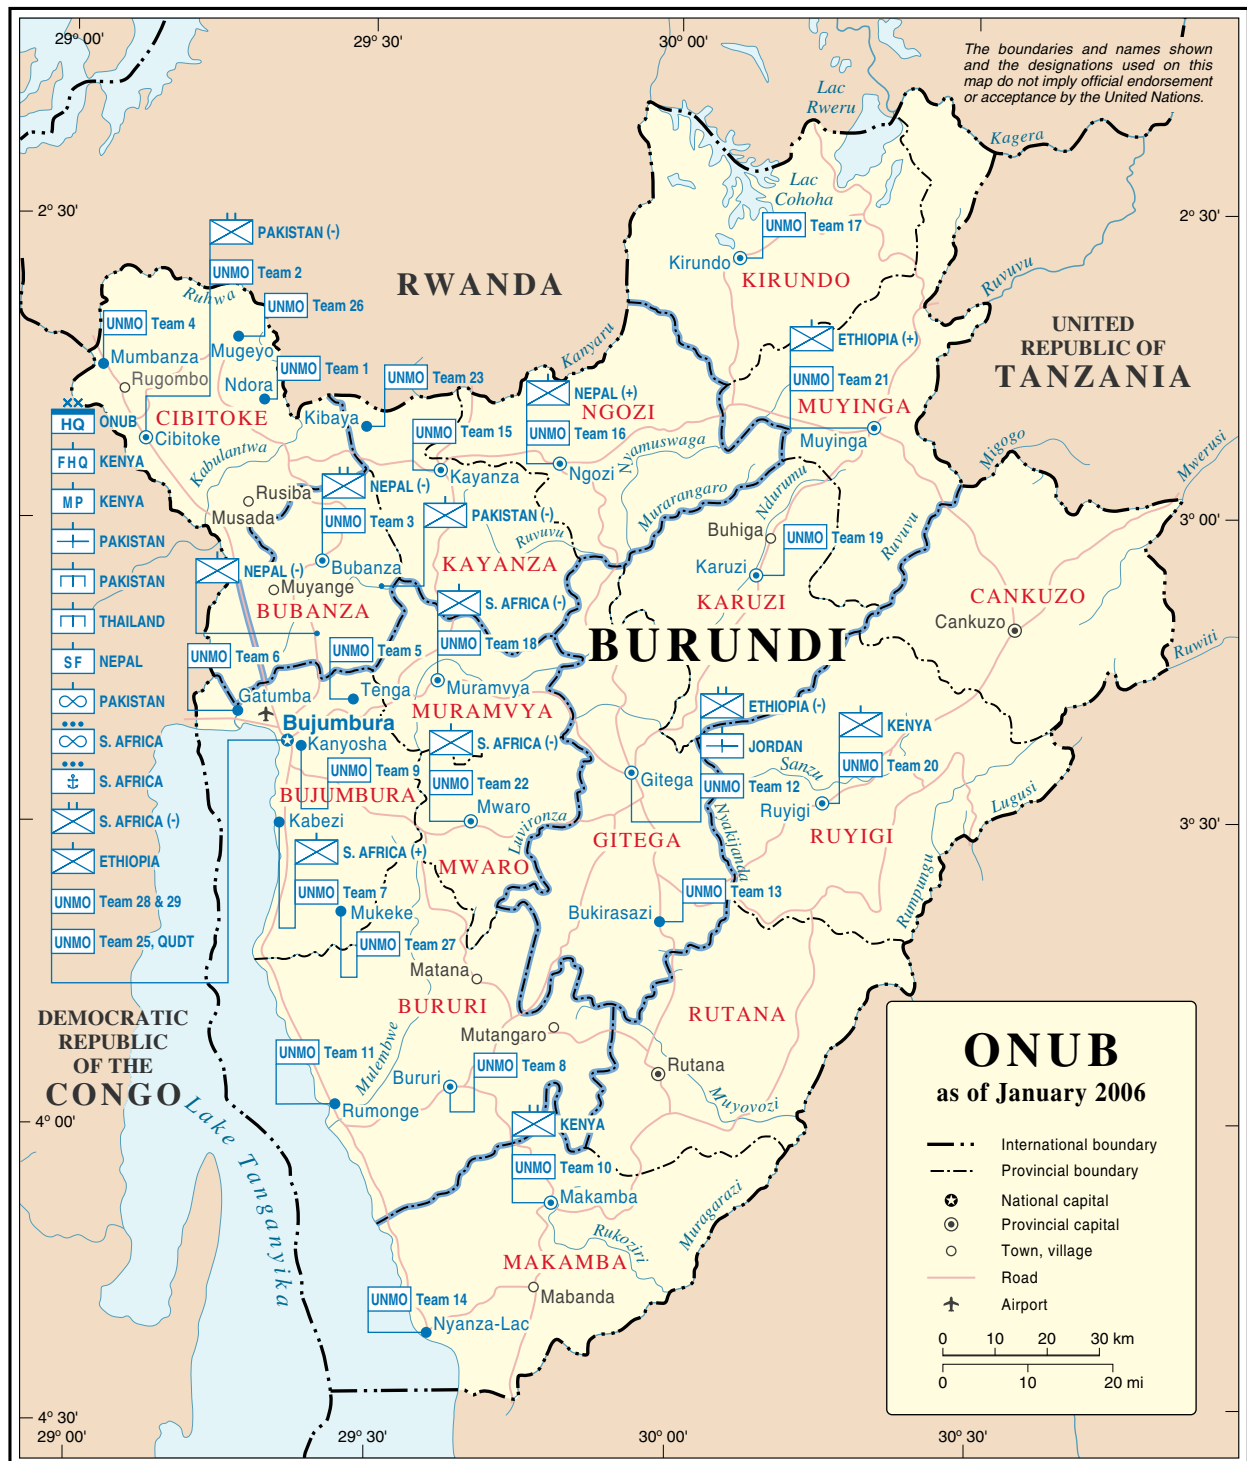 29° 00'
29° 30'
30° 00'
The boundaries and names shown
and the designations used on this
map do not imply official endorsement
or acceptance by the United Nations.
Lac
Rweru
Kagera
Lac
Cohoha
2° 30'
2° 30'
PAKISTAN (-)
UNMO Team 17
Kirundo
KIRUNDO
UNMO Team 2
Ruhwa
RWANDA
Ruvuvu
UNMO Team 26
UNMO Team 4
Mugeyo
Mumbanza
Rugombo
Kanyaru
ETHIOPIA (+)
UNITED
REPUBLIC OF
TANZANIA
UNMO Team 1
Ndora
UNMO Team 23
UNMO Team 21
NEPAL (+)
NGOZI
MUYINGA
CIBITOKE
Kibaya
HQ ONUB
Cibitoke
UNMO Team 15
UNMO Team 16
Nyamuswaga
Muyinga
Migogo
Mwerusi
Kabulantwa
FHQ KENYA
Kayanza
Ngozi
NEPAL (-)
Murarangaro
Ndurumu
Rusiba
Musada
MP KENYA
UNMO Team 3
PAKISTAN (-)
Ruvuvu
Buhiga
UNMO Team 19
Ruvuvu
3° 00'
PAKISTAN
Bubanza
KAYANZA
Karuzi
NEPAL (-)
Muyange
PAKISTAN
BUBANZA
S. AFRICA (-)
KARUZI
CANKUZO
THAILAND
Cankuzo
BURUNDI
Ruwiti
UNMO Team 6
UNMO Team 5
UNMO Team 18
SF NEPAL
Gatumba
Tenga
Muramvya
PAKISTAN
MURAMVYA
ETHIOPIA (-)
KENYA
Bujumbura
Kanyosha
S. AFRICA
S. AFRICA (-)
JORDAN
UNMO Team 9
UNMO Team 22
Gitega
UNMO Team 12
Sanzu
UNMO Team 20
S. AFRICA
BUJUMBURA
Mwaro
Ruyigi
Lugusi
Kabezi
Luvironza
GITEGA
Nyakijanda
RUYIGI
3° 30'
S. AFRICA (-)
S. AFRICA (+)
MWARO
ETHIOPIA
UNMO Team 7
UNMO Team 13
Rumpungu
UNMO Team 28 & 29
Mukeke
Bukirasazi
UNMO Team 25, QUDT
UNMO Team 27
Matana
BURURI
RUTANA
DEMOCRATIC
REPUBLIC
OF THE
CONGO
Mutangaro
UNMO Team 11
Mulembwe
UNMO Team 8
Bururi
Rutana
Rumonge
Muyovozi
4° 00'
KENYA
Lake Tanganyika
UNMO Team 10
Makamba
Muragarazi
Rukoziri
MAKAMBA
Mabanda
UNMO Team 14
Nyanza-Lac
4° 30'
29° 00'
29° 30'
30° 00'
30° 30'
ONUB
as of January 2006
International boundary
Provincial boundary
National capital
Provincial capital
Town, village
Road
Airport
0 10 20 30 km
0 10 20 mi